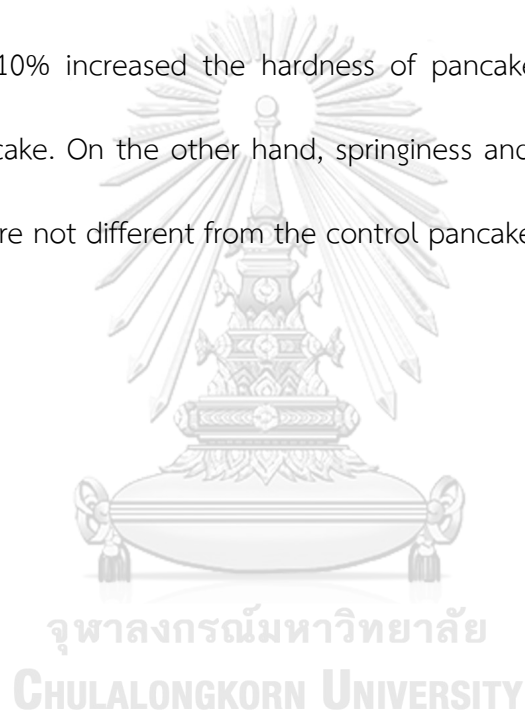 10% increased the hardness of pancake
cake. On the other hand, springiness and
re not different from the control pancake
จุฬาลงกรณ์มหาวิทยาลัย
CHULALONGKORN UNIVERSITY